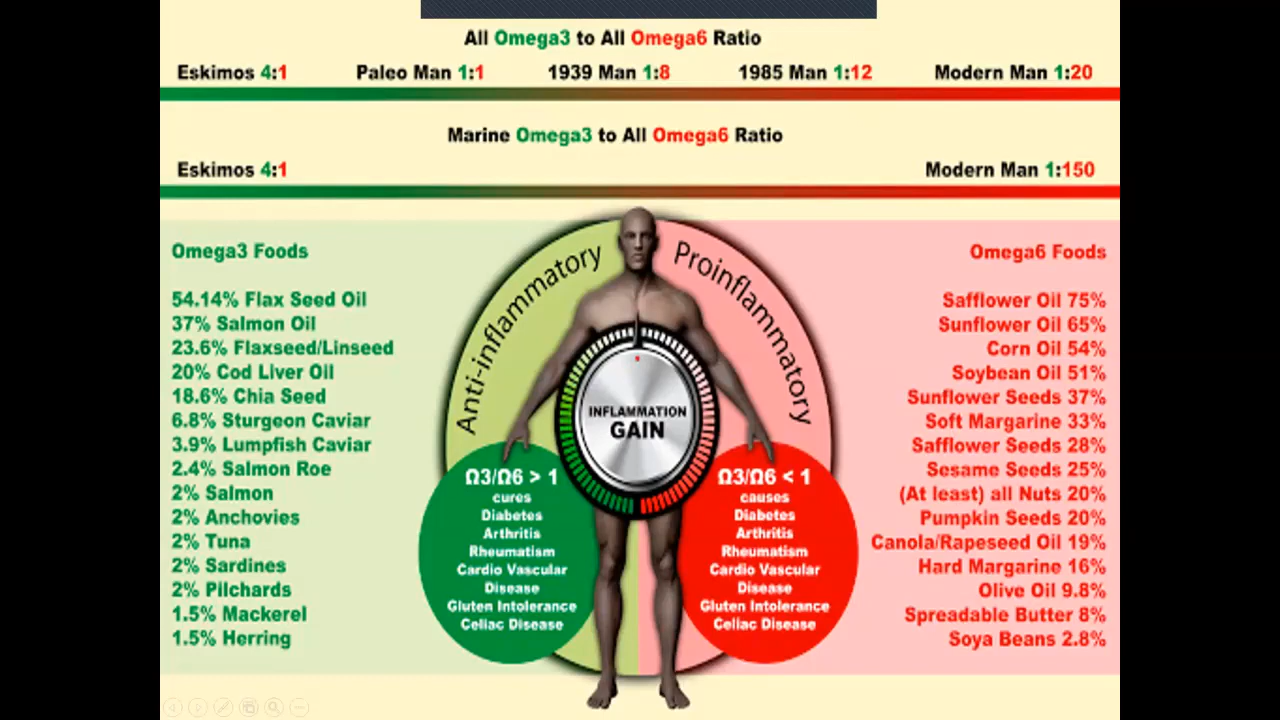 All Omega3 to All Omega6 Ratio
Eskimos 4:1 Paleo Man 1:1 1939 Man 1:8 1985 Man 1:12 Modern Man 1:20
Marine Omega3 to All Omega6 Ratio
Eskimos 4:1 Modern Man 1:150
Omega3 Foods
54.14% Flax Seed Oil
37% Salmon Oil
23.6% Flaxseed/Linseed
20% Cod Liver Oil
18.6% Chia Seed
6.8% Sturgeon Caviar
3.9% Lumpfish Caviar
2.4% Salmon Roe
2% Salmon
2% Anchovies
2% Tuna
2% Sardines
2% Pilchards
1.5% Mackerel
1.5% Herring
Anti-inflammatory
Proinflammatory
INFLAMMATION
GAIN
Ω3/Ω6 > 1
cures
Diabetes
Arthritis
Rheumatism
Cardio Vascular
Disease
Gluten Intolerance
Celiac Disease
Ω3/Ω6 < 1
causes
Diabetes
Arthritis
Rheumatism
Cardio Vascular
Disease
Gluten Intolerance
Celiac Disease
Omega6 Foods
Safflower Oil 75%
Sunflower Oil 65%
Corn Oil 54%
Soybean Oil 51%
Sunflower Seeds 37%
Soft Margarine 33%
Safflower Seeds 28%
Sesame Seeds 25%
(At least) all Nuts 20%
Pumpkin Seeds 20%
Canola/Rapeseed Oil 19%
Hard Margarine 16%
Olive Oil 9.8%
Spreadable Butter 8%
Soya Beans 2.8%